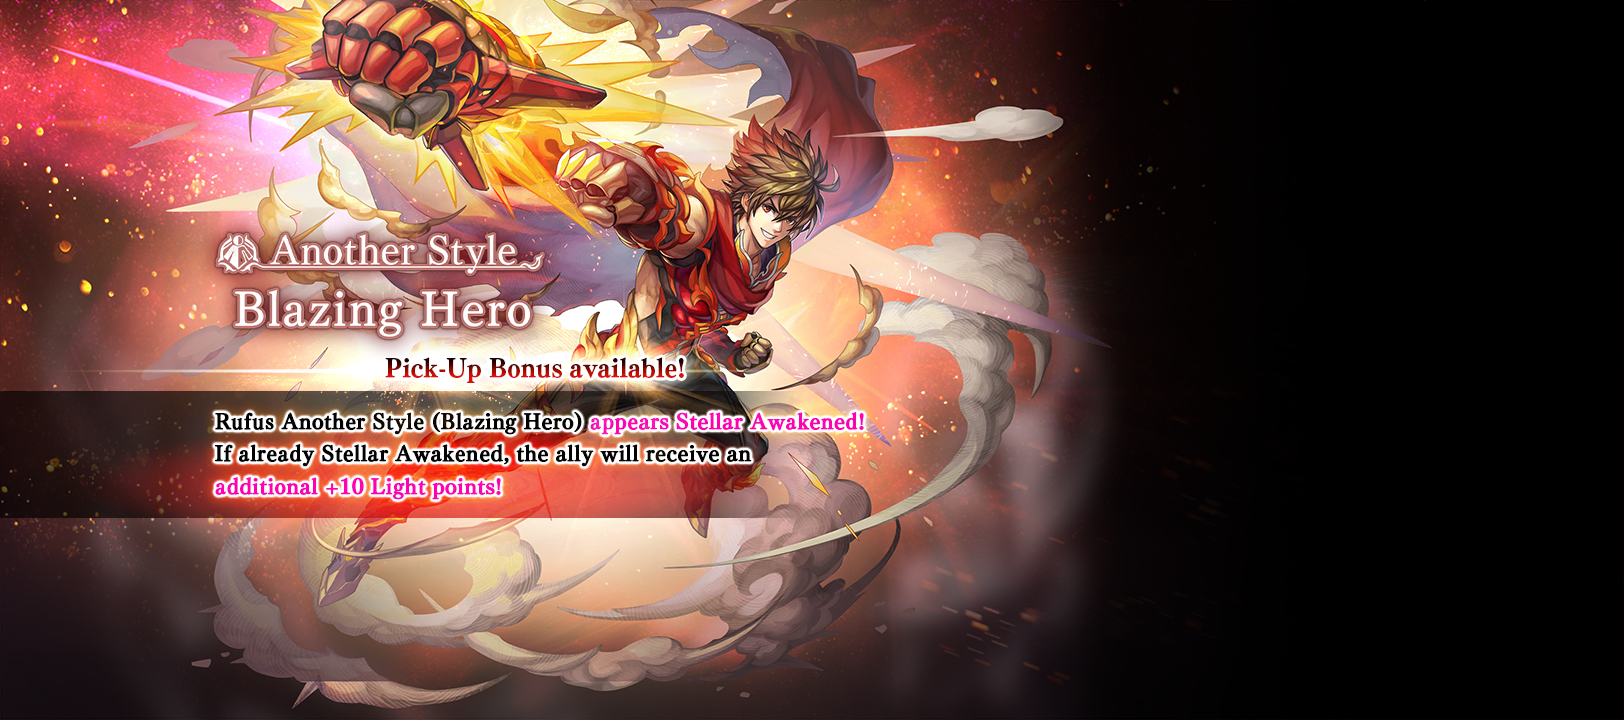 Another Style
Blazing Hero
Pick-Up Bonus available!
Rufus Another Style (Blazing Hero) appears Stellar Awakened!
If already Stellar Awakened, the ally will receive an
additional +10 Light points!